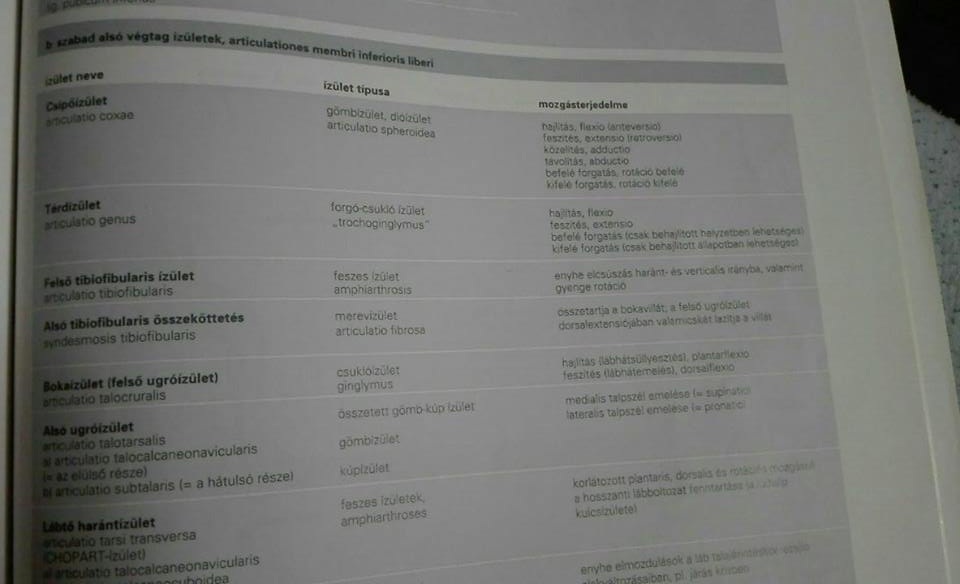 lig. pubicum
b szabad alsó végtag ízületek, articulationes membri inferioris liberi
ízület neve
ízület típusa
mozgásterjedelme
Csípőízület
articulatio coxae
gömbízület, dióízület
articulatio spheroidea
hajlítás, flexio (anteversio)
feszítés, extensio (retroversio)
közelítés, adductio
távolítás, abductio
befelé forgatás, rotáció befelé
kifelé forgatás, rotáció kifelé
Térdízület
articulatio genus
forgó-csukló ízület
„trochoginglymus"
hajlítás, flexio
feszítés, extensio
befelé forgatás (csak behajlított helyzetben lehetséges)
kifelé forgatás (csak behajlított állapotban lehetséges)
Felső tibiofibularis ízület
articulatio tibiofibularis
feszes ízület
amphiarthrosis
enyhe elcsúszás haránt- és verticalis irányba, valamint
gyenge rotáció
Alsó tibiofibularis összeköttetés
syndesmosis tibiofibularis
merevízület
articulatio fibrosa
összetartja a bokavillát; a felső ugróízület
dorsalextensiójában valamicskét lazítja a villát
Bokaízület (felső ugróízület)
articulatio talocruralis
csuklóízület
ginglymus
hajlítás (lábhátsüllyesztés), plantarflexio
feszítés (lábhátemelés), dorsalflexio
Alsó ugróízület
articulatio talotarsalis
a) articulatio talocalcaneonavicularis
(= az elülső része)
b) articulatio subtalaris (= a hátulsó része)
összetett gömb-kúp ízület
gömbízület
kúpízület
medialis talpszél emelése (= supinatio)
lateralis talpszél emelése (= pronatio)
Lábtő harántízület
articulatio tarsi transversa
(CHOPART-ízület)
a) articulatio talocalcaneonavicularis
feszes ízületek,
amphiarthroses
korlátozott plantaris, dorsalis és rotációs mozgások
a hosszanti lábboltozat fenntartása
kulcsízülete)
enyhe elmozdulások a láb
pl. járás közben